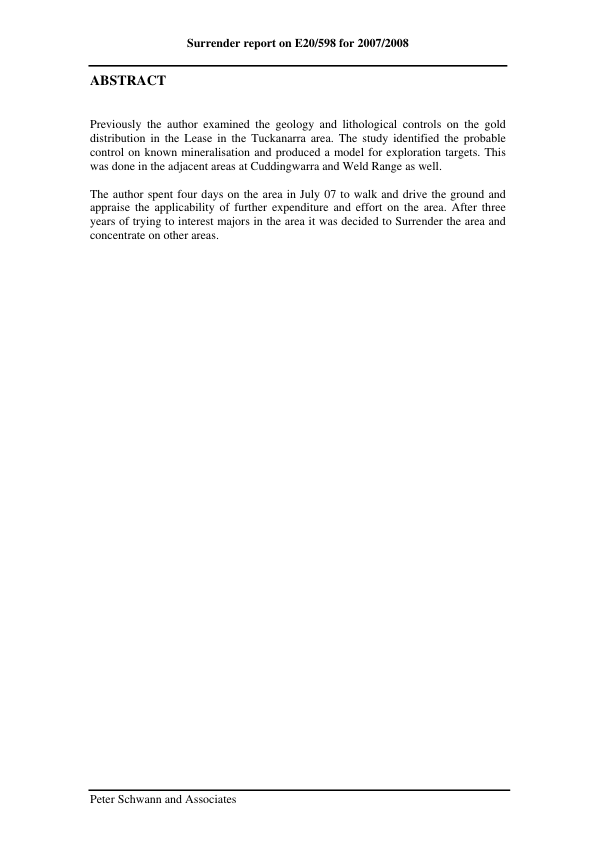 Surrender report on E20/598 for 2007/2008
ABSTRACT
Previously the author examined the geology and lithological controls on the gold
distribution in the Lease in the Tuckanarra area. The study identified the probable
control on known mineralisation and produced a model for exploration targets. This
was done in the adjacent areas at Cuddingwarra and Weld Range as well.
The author spent four days on the area in July 07 to walk and drive the ground and
appraise the applicability of further expenditure and effort on the area. After three
years of trying to interest majors in the area it was decided to Surrender the area and
concentrate on other areas.
Peter Schwann and Associates